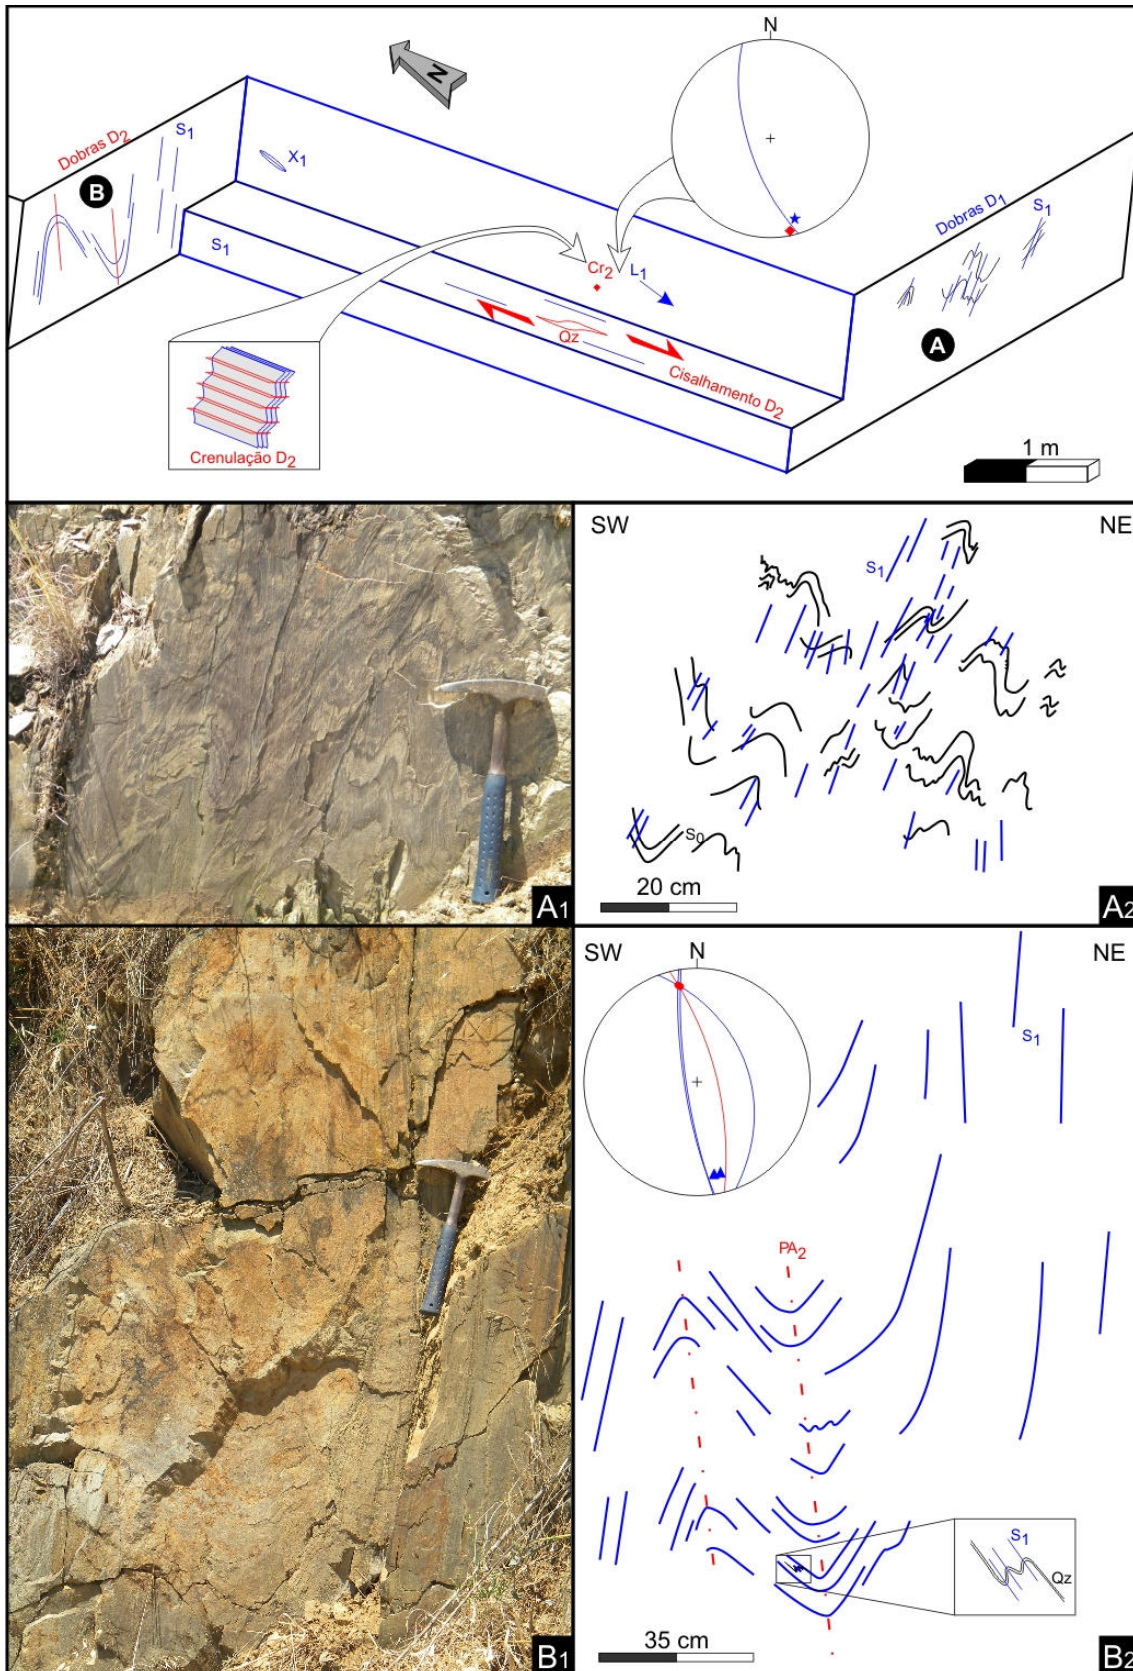 N
N
Dobras D2
S1
B
X1
S1
Cr2
L1
Qz
Cisalhamento D2
Crenulação D2
Dobras D1
S1
A
1 m
A1
SW
NE
S1
S0
20 cm
A2
B1
SW
N
NE
S1
PA2
S1
Qz
35 cm
B2